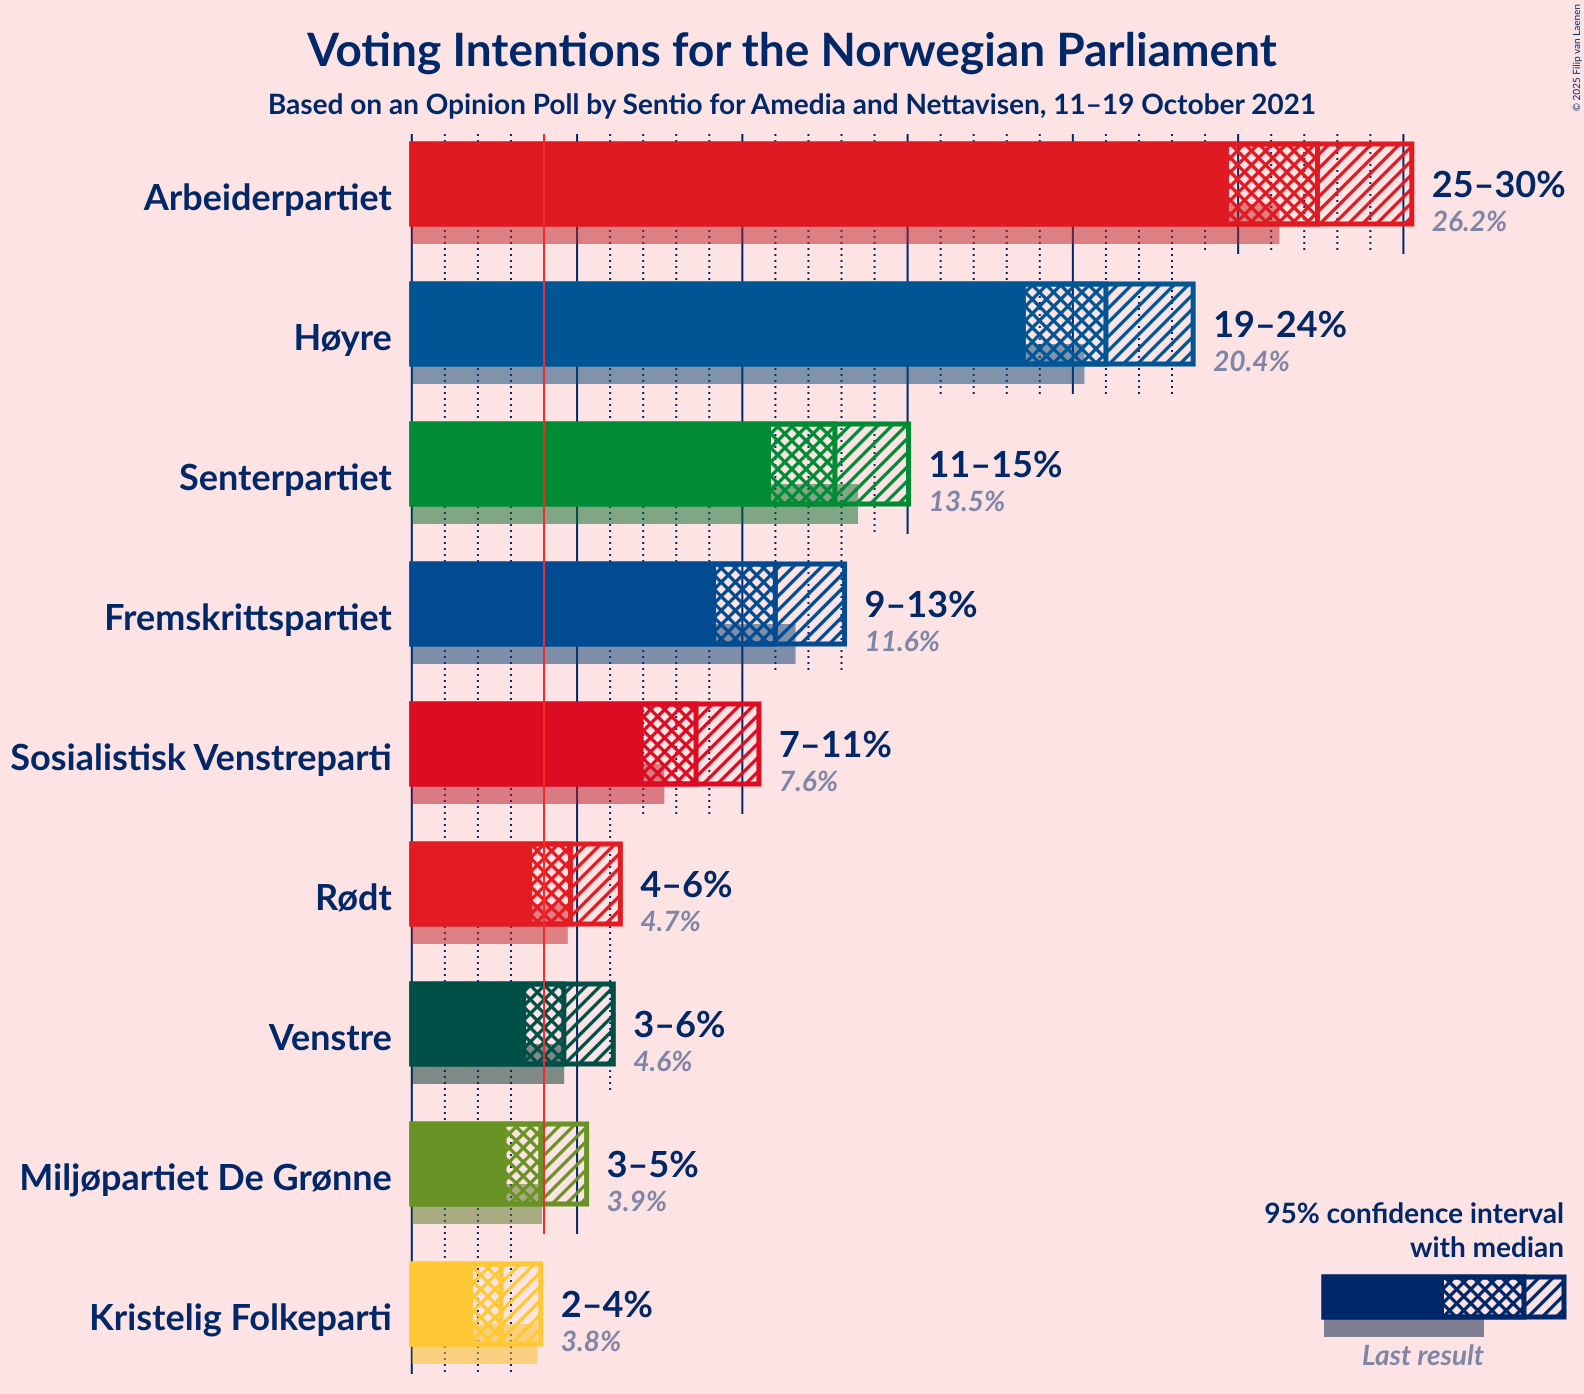 Voting Intentions for the Norwegian Parliament
Based on an Opinion Poll by Sentio for Amedia and Nettavisen, 11–19 October 2021
© 2025 Filip van Laenen
Arbeiderpartiet
25–30%
26.2%
Høyre
19–24%
20.4%
Senterpartiet
11–15%
13.5%
Fremskrittspartiet
9–13%
11.6%
Sosialistisk Venstreparti
7–11%
7.6%
Rødt
4–6%
4.7%
Venstre
3–6%
4.6%
Miljøpartiet De Grønne
3–5%
3.9%
Kristelig Folkeparti
2–4%
3.8%
95% confidence interval
with median
Last result